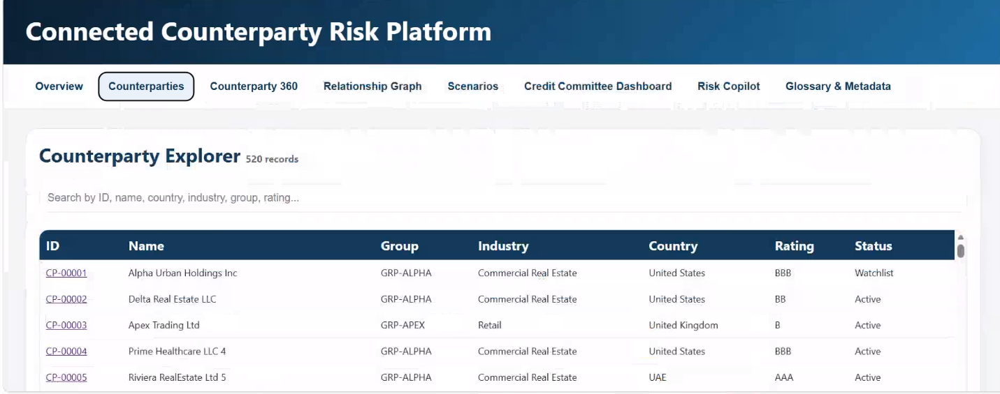 Connected Counterparty Risk Platform
Overview Counterparties Counterparty 360 Relationship Graph Scenarios Credit Committee Dashboard Risk Copilot Glossary & Metadata
Counterparty Explorer 520 records
Search by ID, name, country, industry, group, rating...
ID Name Group Industry Country Rating Status
CP-00001 Alpha Urban Holdings Inc GRP-ALPHA Commercial Real Estate United States BBB Watchlist
CP-00002 Delta Real Estate LLC GRP-ALPHA Commercial Real Estate United States BB Active
CP-00003 Apex Trading Ltd GRP-APEX Retail United Kingdom B Active
CP-00004 Prime Healthcare LLC 4 GRP-ALPHA Commercial Real Estate United States BBB Active
CP-00005 Riviera RealEstate Ltd 5 GRP-ALPHA Commercial Real Estate UAE AAA Active